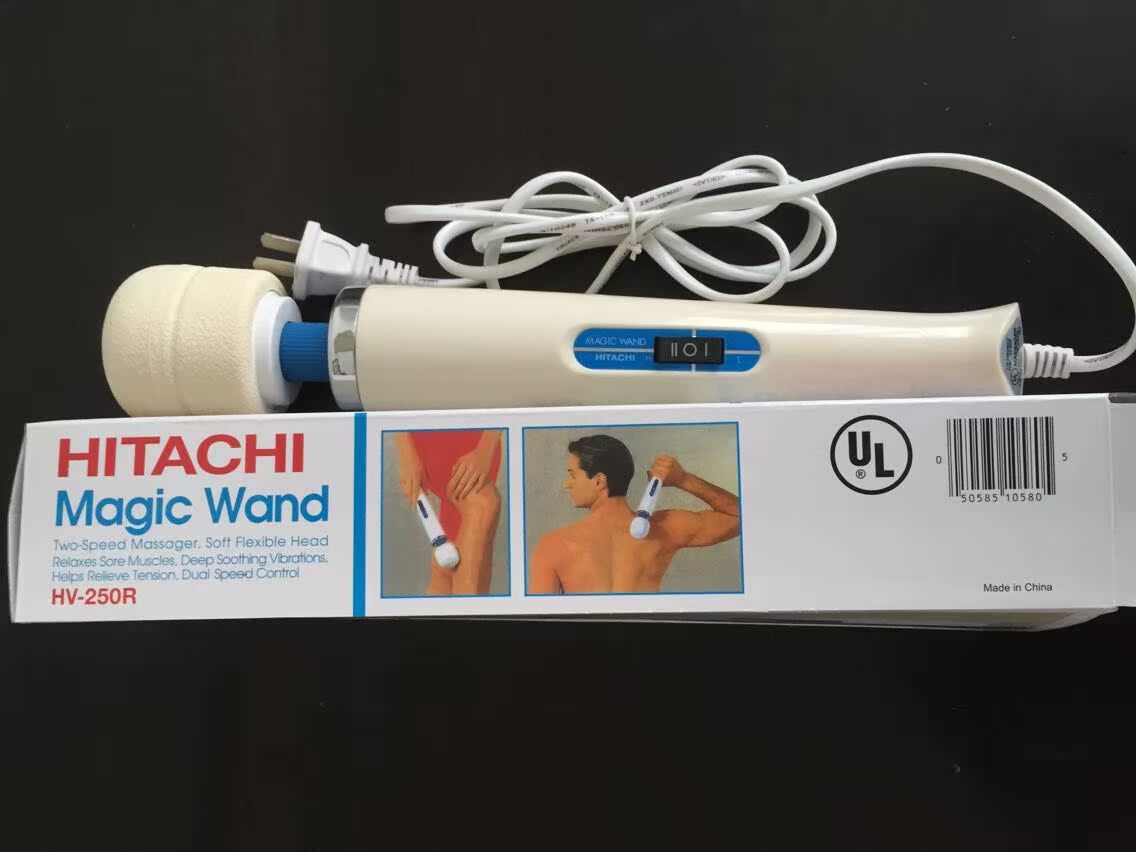 MAGIC WAND
HITACHI H
II O I
L
HITACHI
Magic Wand
Two-Speed Massager, Soft Flexible Head
Relaxes Sore Muscles, Deep Soothing Vibrations,
Helps Relieve Tension. Dual Speed Control
HV-250R
UL
®
0 50585 10580 5
Made in China